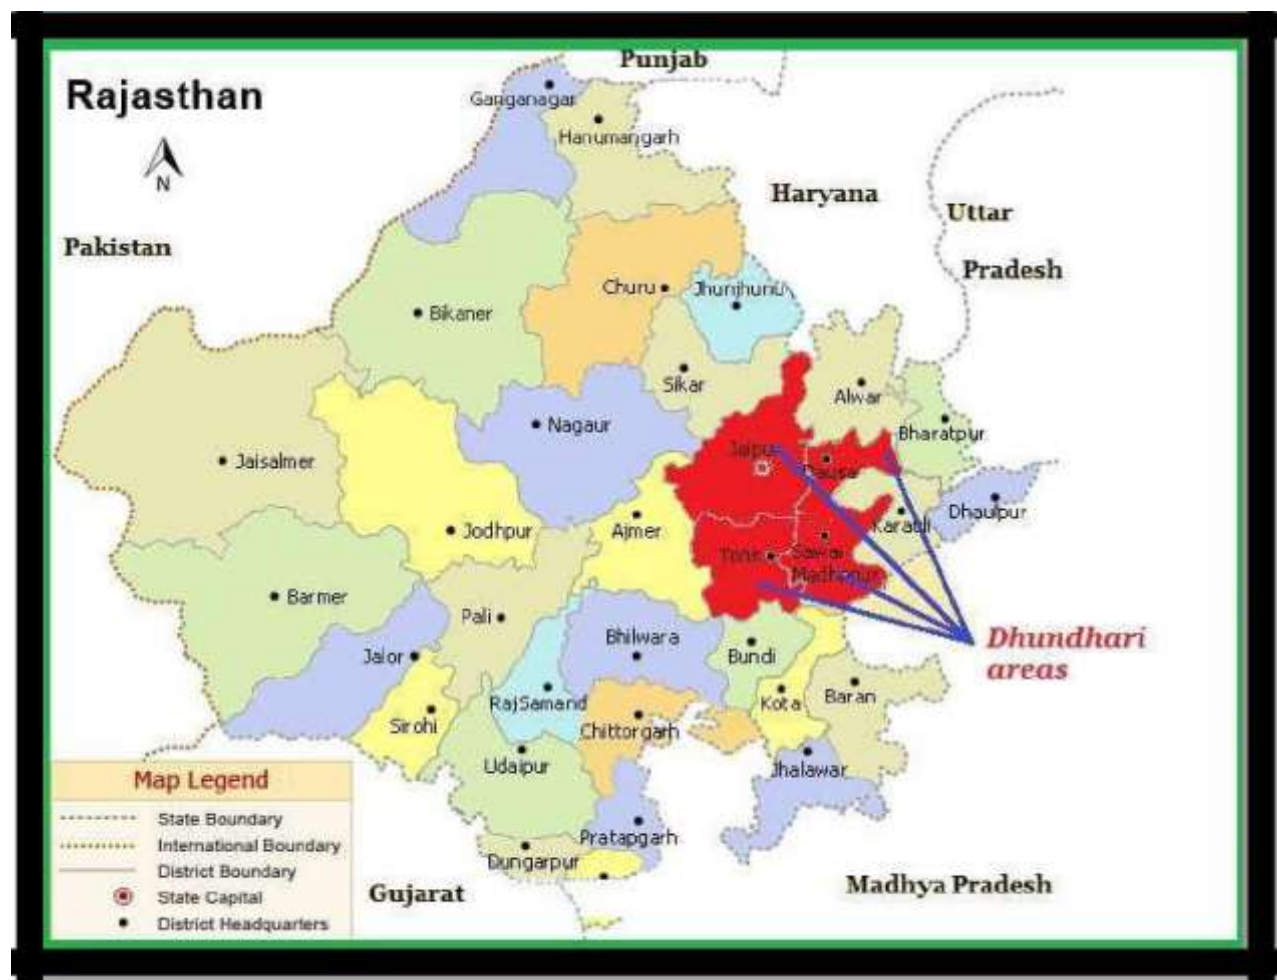 Punjab
Rajasthan
Ganganagar
Hanumangarh
N
Haryana
Uttar
Pakistan
Pradesh
Churu
Jhunjhunu
Bikaner
Sikar
Alwar
Nagaur
Bharatpur
Jaipur
Jaisalmer
Dausa
Dhaulpur
Karauli
Jodhpur
Ajmer
Tonk
Sawai
Madhopur
Barmer
Pali
Bhilwara
Dhundhari
areas
Jalor
Bundi
RajSamand
Kota
Baran
Sirohi
Chittorgarh
Udaipur
Jhalawar
Map Legend
State Boundary
International Boundary
District Boundary
State Capital
District Headquarters
Pratapgarh
Dungarpur
Gujarat
Madhya Pradesh